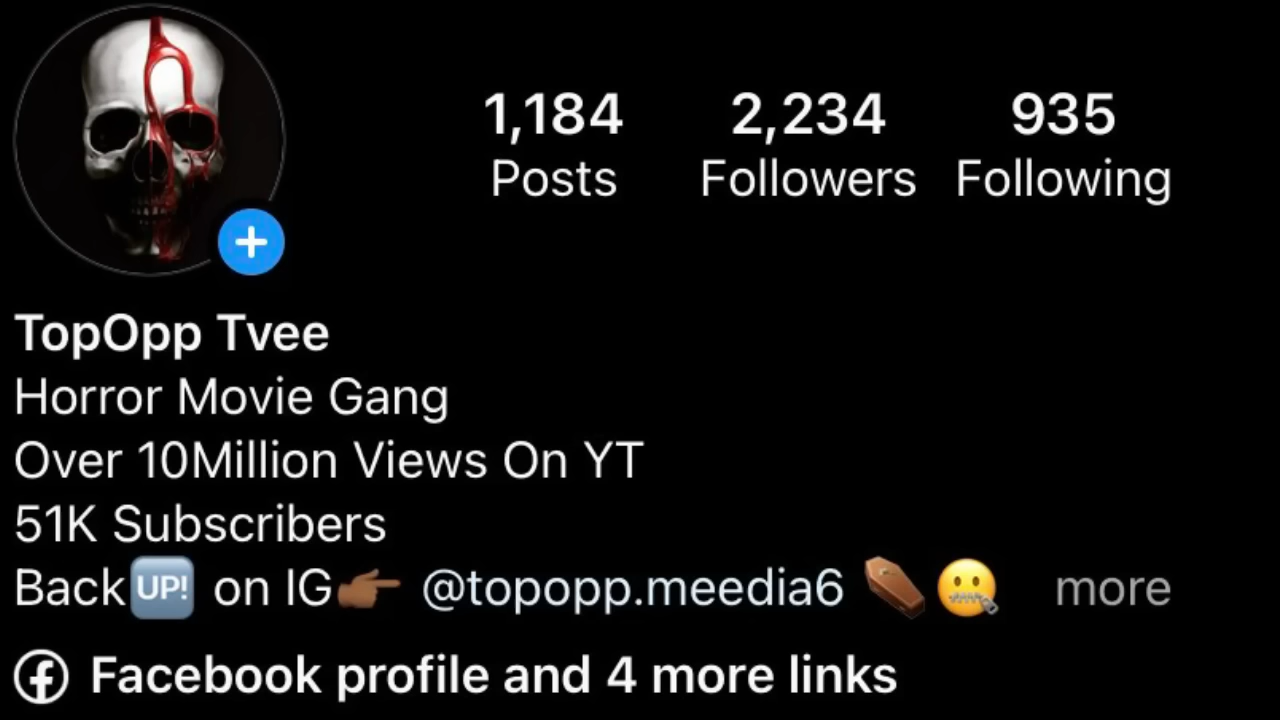 1,184 2,234 935
Posts Followers Following
TopOpp Tvee
Horror Movie Gang
Over 10Million Views On YT
51K Subscribers
Back🆙 on IG👉🏾 @topopp.meedia6 ⚰️🤐 more
Facebook profile and 4 more links